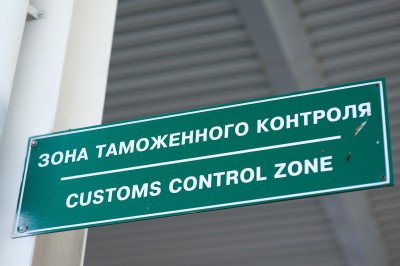 ЗОНА ТАМОЖЕННОГО КОНТРОЛЯ
CUSTOMS CONTROL ZONE